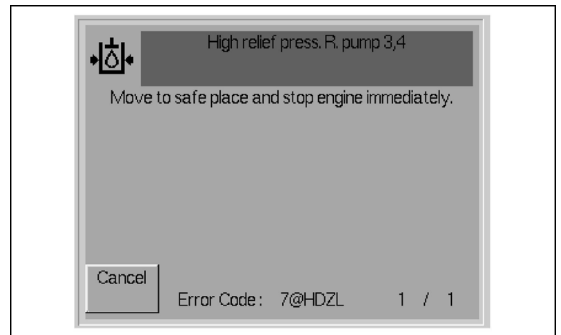 High relief press. R. pump 3,4
Move to safe place and stop engine immediately.
Cancel
Error Code : 7@HDZL 1 / 1